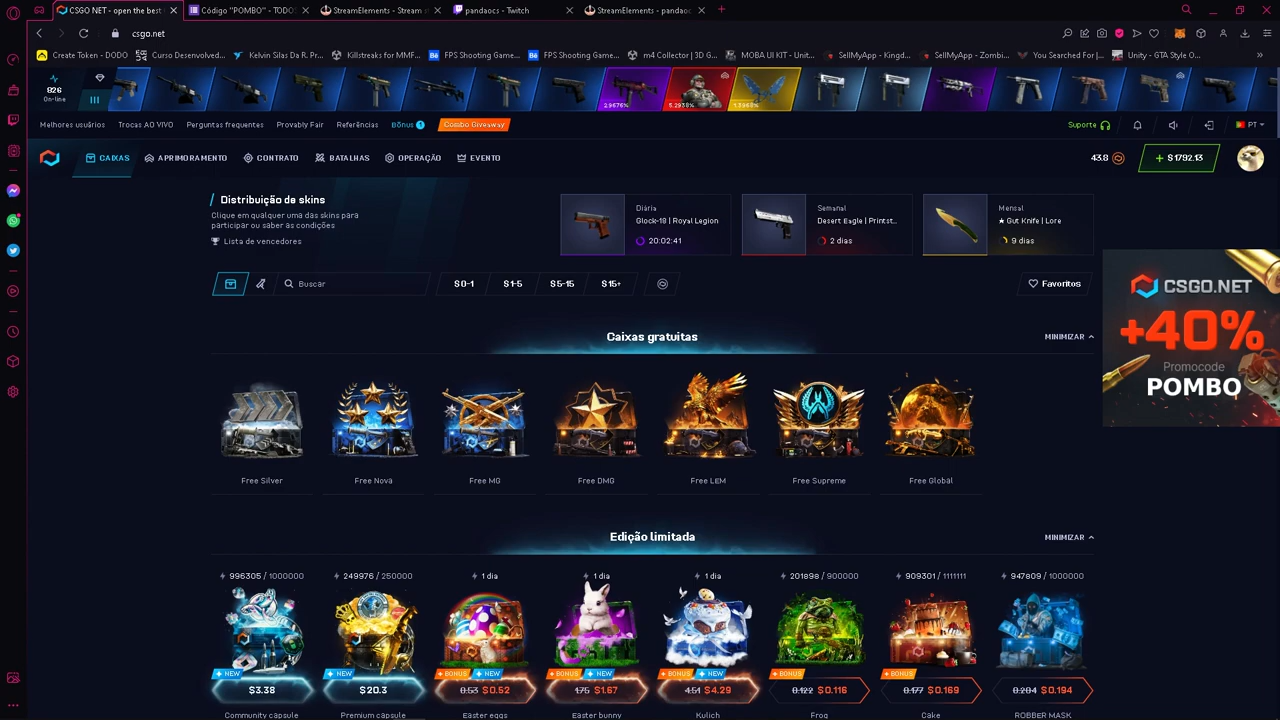 CSGO.NET - open the best
Código "POMBO" - TODOS
StreamElements - Stream s
pandaocs - Twitch
StreamElements - pandaoc
csgo.net
Create Token - DODO
Curso Desenvolved...
Kelvin Silas Da R. Pr...
Killstreaks for MMF...
FPS Shooting Game...
FPS Shooting Game...
m4 Collector | 3D G...
MOBA UI KIT - Unit...
SellMyApp - Kingd...
SellMyApp - Zombi...
You Searched For |...
Unity - GTA Style O...
826
On-line
2.9676%
5.2938%
Melhores usuários Trocas AO VIVO Perguntas frequentes Provably Fair Referências Bônus Combo Giveaway
Suporte
PT
CAIXAS APRIMORAMENTO CONTRATO BATALHAS OPERAÇÃO EVENTO
43.8
+ $ 1792.13
Distribuição de skins
Clique em qualquer uma das skins para
participar ou saber as condições
Lista de vencedores
Diária
Glock-18 | Royal Legion
20:02:41
Semanal
Desert Eagle | Printst...
2 dias
Mensal
★ Gut Knife | Lore
9 dias
Buscar
$ 0-1 $ 1-5 $ 5-15 $ 15+
Favoritos
CSGO.NET
+40%
Promocode
POMBO
Caixas gratuitas
MINIMIZAR
Free Silver Free Nova Free MG Free DMG Free LEM Free Supreme Free Global
Edição limitada
MINIMIZAR
996305 / 1000000 249976 / 250000 1 dia 1 dia 1 dia 201898 / 900000 909301 / 1111111 947809 / 1000000
+ NEW + NEW + BONUS + NEW + BONUS + NEW + BONUS + NEW + BONUS + BONUS
$3.38 $20.3 0.53 $0.52 1.75 $1.67 4.51 $4.29 0.122 $0.116 0.177 $0.169 0.204 $0.194
Community capsule Premium capsule Easter eggs Easter bunny Kulich Frog Cake ROBBER MASK